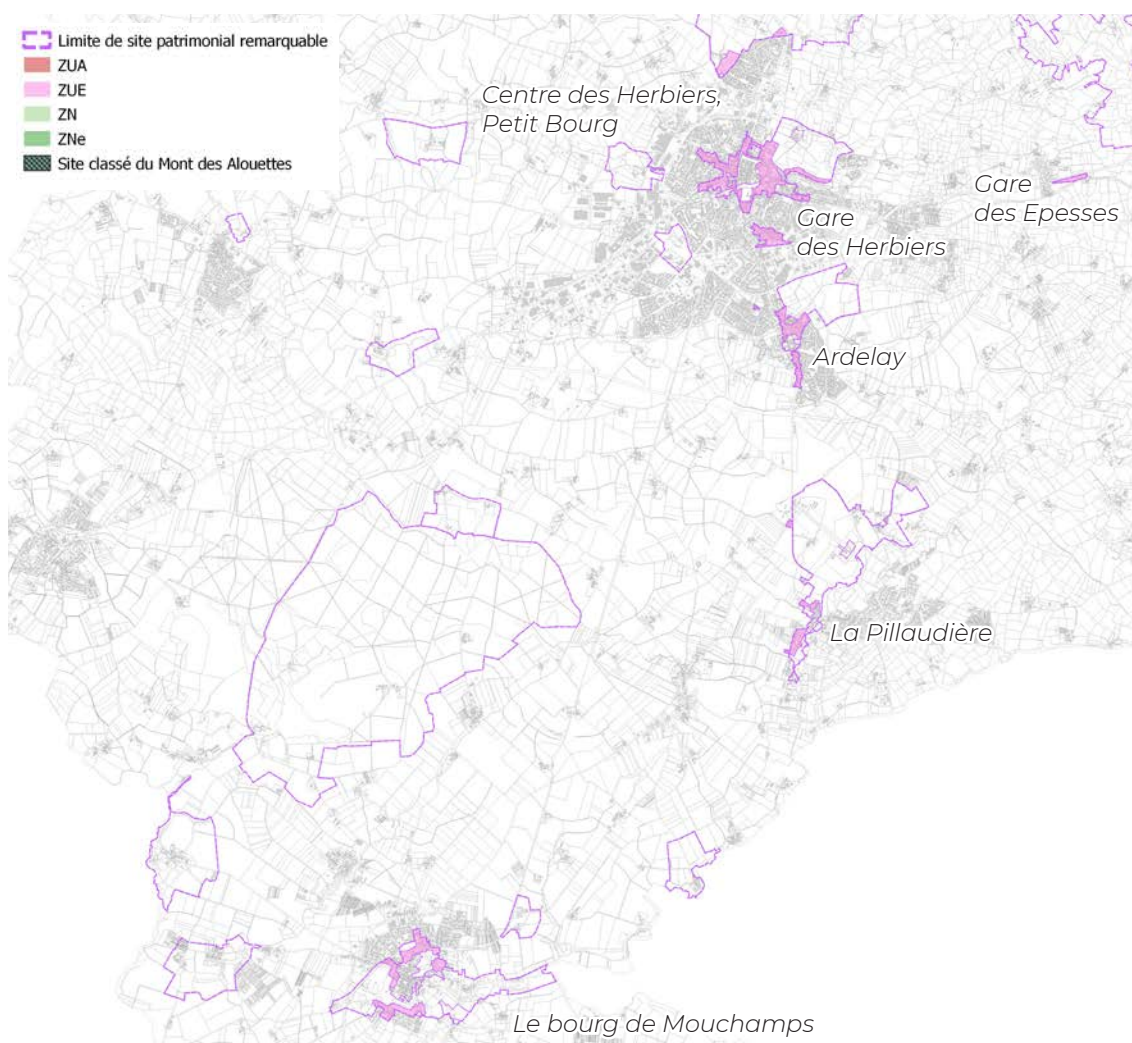 Limite de site patrimonial remarquable
ZUA
ZUE
ZN
ZNe
Site classé du Mont des Alouettes
Centre des Herbiers,
Petit Bourg
Gare
des Epesses
Gare
des Herbiers
Ardelay
La Pillaudière
Le bourg de Mouchamps